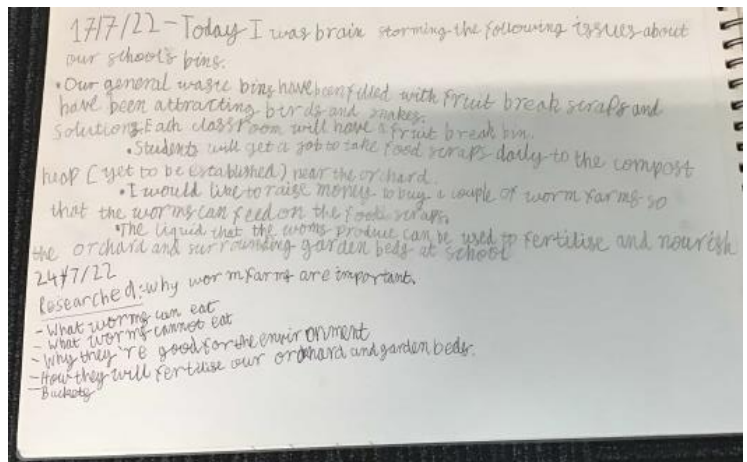 17/7/22 - Today I was brain storming the following issues about
our school's bins.
• Our general waste bins have been filled with fruit break scraps and
have been attracting birds and snakes.
Solutions: Each classroom will have a fruit break bin.
• Students will get a job to take food scraps daily to the compost
heap (yet to be established) near the orchard.
• I would like to raise money to buy a couple of worm farms so
that the worms can feed on the food scraps.
• The liquid that the worms produce can be used to fertilise and nourish
the orchard and surrounding garden beds at school
24/7/22
Researched: why worm farms are important.
- What worms can eat
- What worms cannot eat
- Why they're good for the environment
- How they will fertilise our orchard and garden beds.
- Buckets